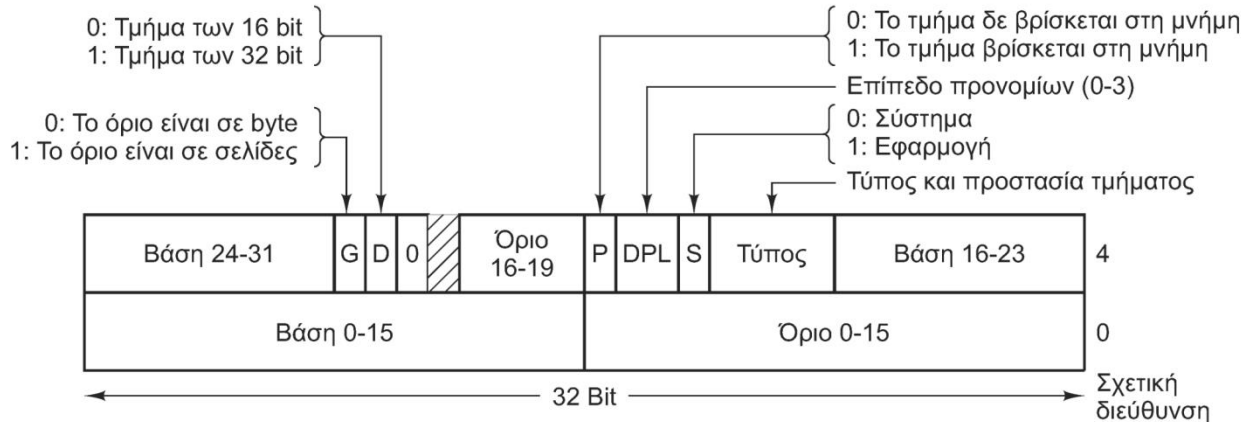 0: Τμήμα των 16 bit
1: Τμήμα των 32 bit
0: Το τμήμα δε βρίσκεται στη μνήμη
1: Το τμήμα βρίσκεται στη μνήμη
Επίπεδο προνομίων (0-3)
0: Το όριο είναι σε byte
1: Το όριο είναι σε σελίδες
0: Σύστημα
1: Εφαρμογή
Τύπος και προστασία τμήματος
Βάση 24-31
G
D
0
Όριο
16-19
P
DPL
S
Τύπος
Βάση 16-23
4
Βάση 0-15
Όριο 0-15
0
32 Bit
Σχετική
διεύθυνση